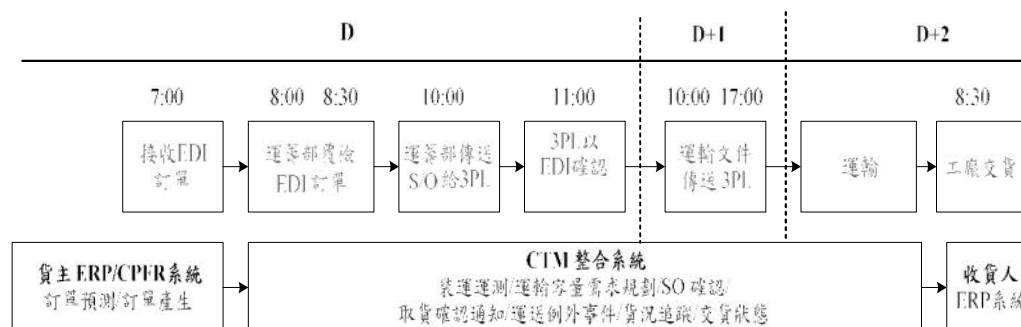 D D+1 D+2
7:00 8:00 8:30 10:00 11:00 10:00 17:00 8:30
接收EDI
訂單
運籌部覆檢
EDI訂單
運籌部傳送
S/O給3PL
3PL以
EDI確認
運輸文件
傳送3PL
運輸
工廠交貨
貨主ERP/CPFR系統
訂單預測/訂單產生
CTM整合系統
裝運運測/運輸容量需求規劃/SO確認/
取貨確認通知/運送例外事件/貨況追蹤/交貨狀態
收貨人
ERP系統